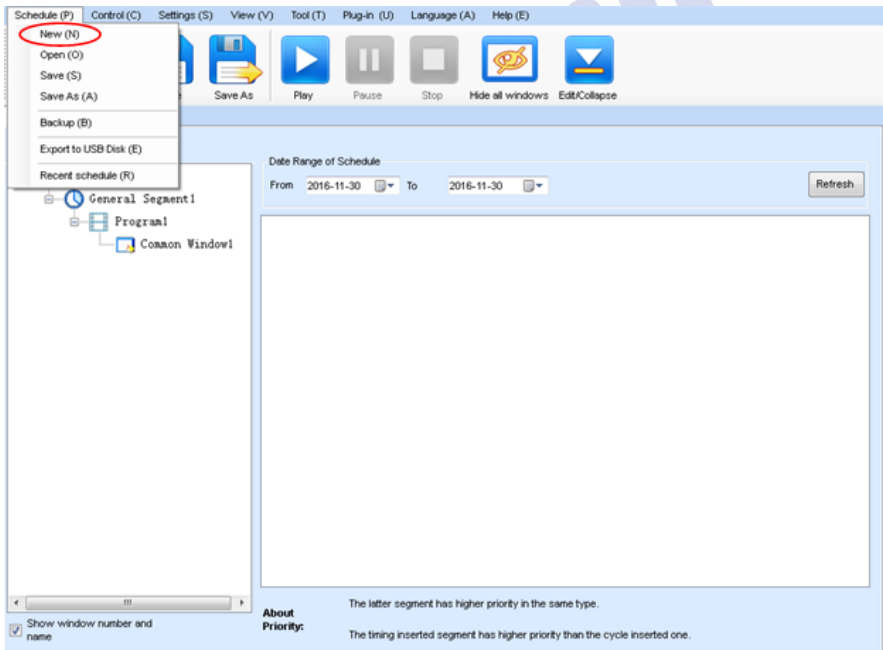 Schedule (P) Control (C) Settings (S) View (V) Tool (T) Plug-in (U) Language (A) Help (E)
New (N)
Open (O)
Save (S)
Save As (A)
Backup (B)
Export to USB Disk (E)
Recent schedule (R)
Save As Play Pause Stop Hide all windows Edit/Collapse
Date Range of Schedule
From 2016-11-30 To 2016-11-30 Refresh
General Segment1
Program1
Common Window1
Show window number and
name
About
Priority:
The latter segment has higher priority in the same type.
The timing inserted segment has higher priority than the cycle inserted one.